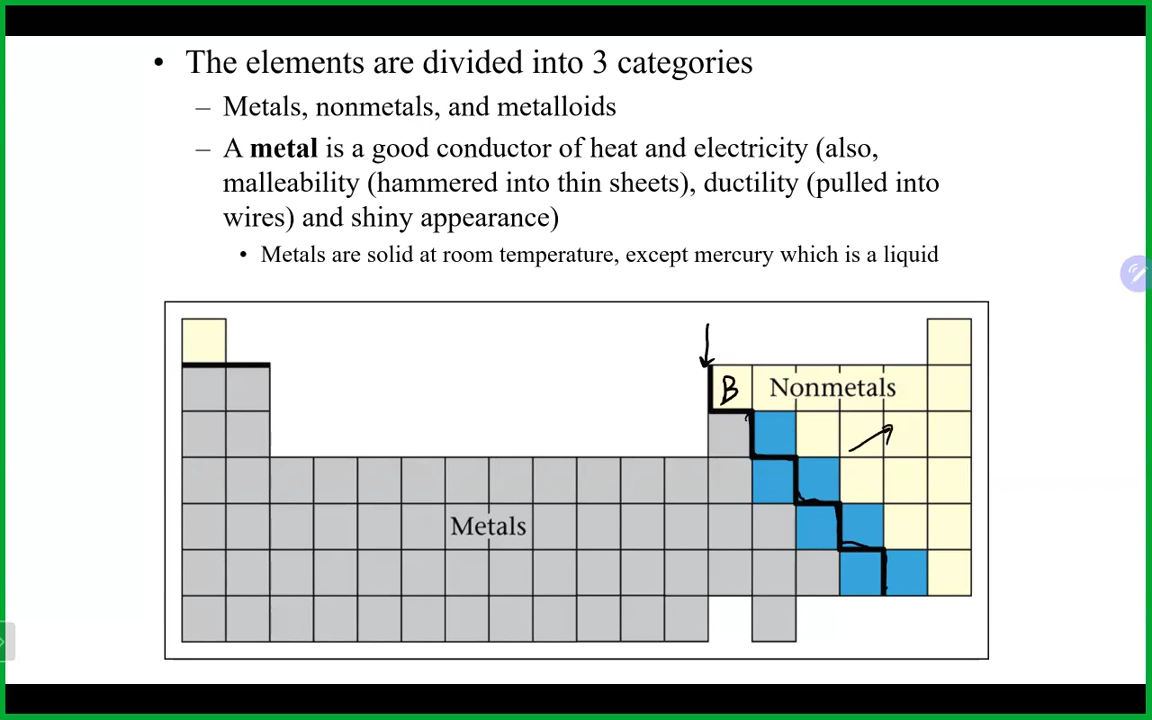 • The elements are divided into 3 categories
– Metals, nonmetals, and metalloids
– A metal is a good conductor of heat and electricity (also,
malleability (hammered into thin sheets), ductility (pulled into
wires) and shiny appearance)
• Metals are solid at room temperature, except mercury which is a liquid
B Nonmetals
Metals